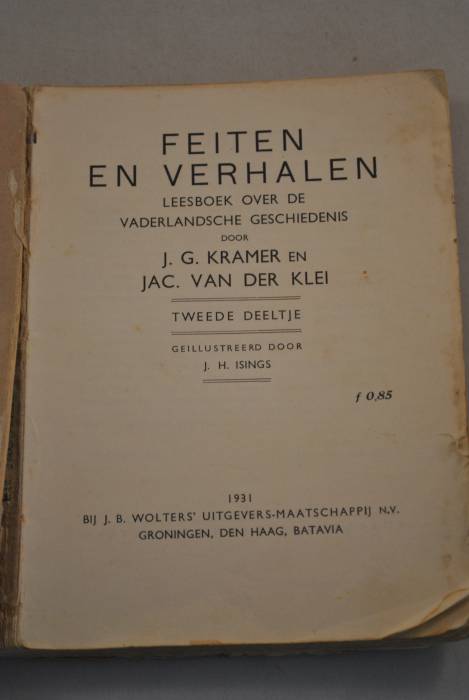 FEITEN
EN VERHALEN
LEESBOEK OVER DE
VADERLANDSCHE GESCHIEDENIS
DOOR
J. G. KRAMER EN
JAC. VAN DER KLEI
TWEEDE DEELTJE
GEILLUSTREERD DOOR
J. H. ISINGS
f 0,85
1931
BIJ J. B. WOLTERS' UITGEVERS-MAATSCHAPPIJ N.V.
GRONINGEN, DEN HAAG, BATAVIA